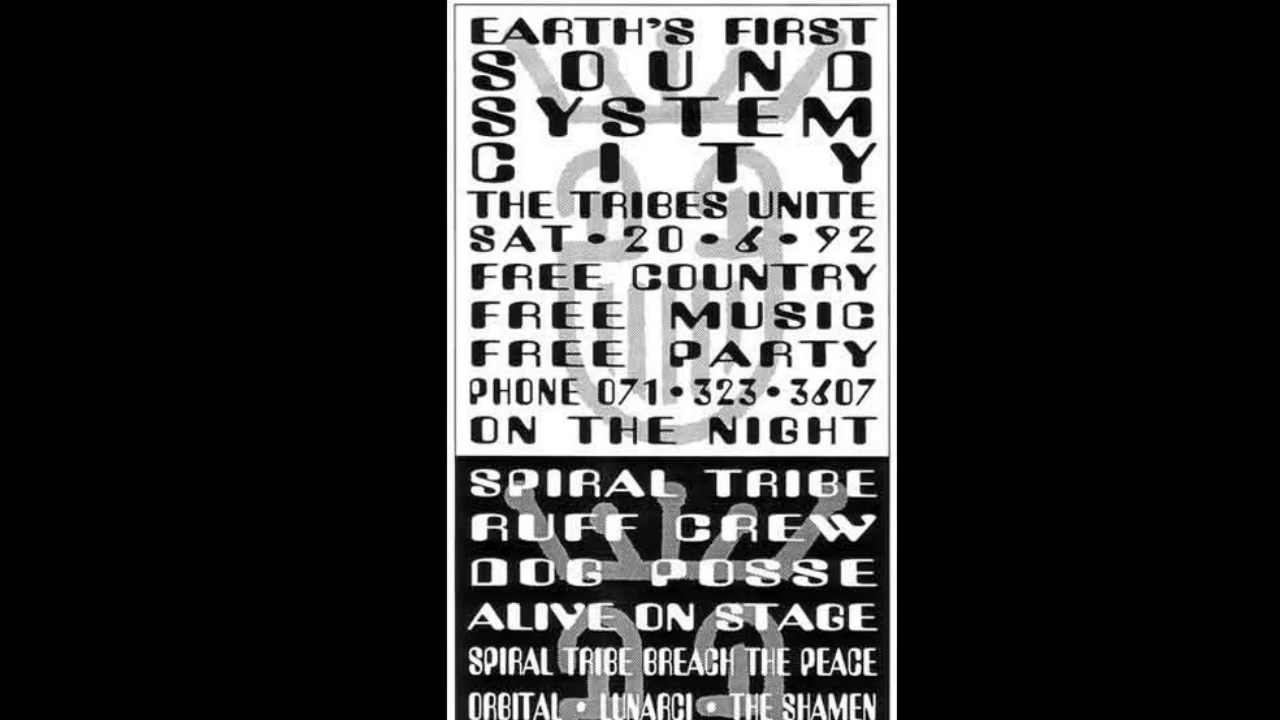 EARTH'S FIRST
SOUND
SYSTEM
CITY
THE TRIBES UNITE
SAT • 20 • 6 • 92
FREE COUNTRY
FREE MUSIC
FREE PARTY
PHONE 071 • 323 • 3607
ON THE NIGHT
SPIRAL TRIBE
RUFF CREW
DOG POSSE
ALIVE ON STAGE
SPIRAL TRIBE BREACH THE PEACE
ORBITAL • LUNARCI • THE SHAMEN